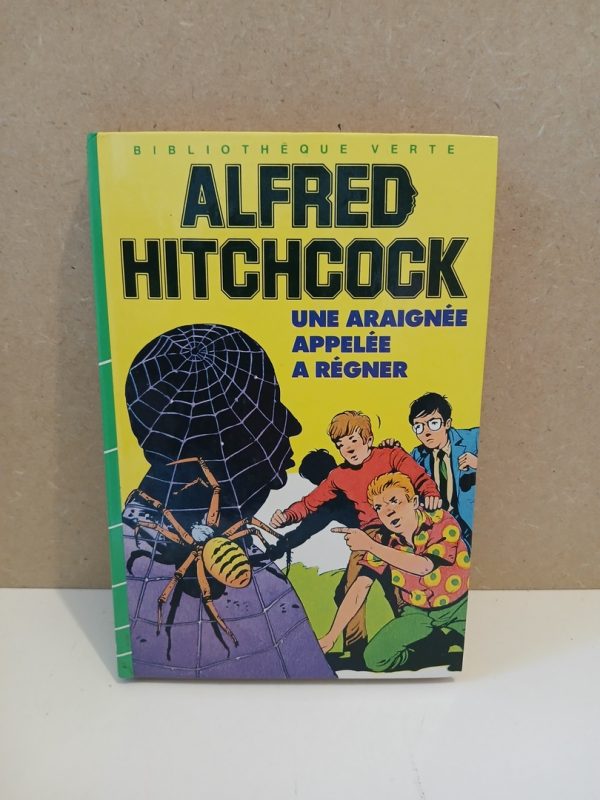 BIBLIOTHÈQUE VERTE
ALFRED
HITCHCOCK
UNE ARAIGNÉE
APPELÉE
A RÉGNER